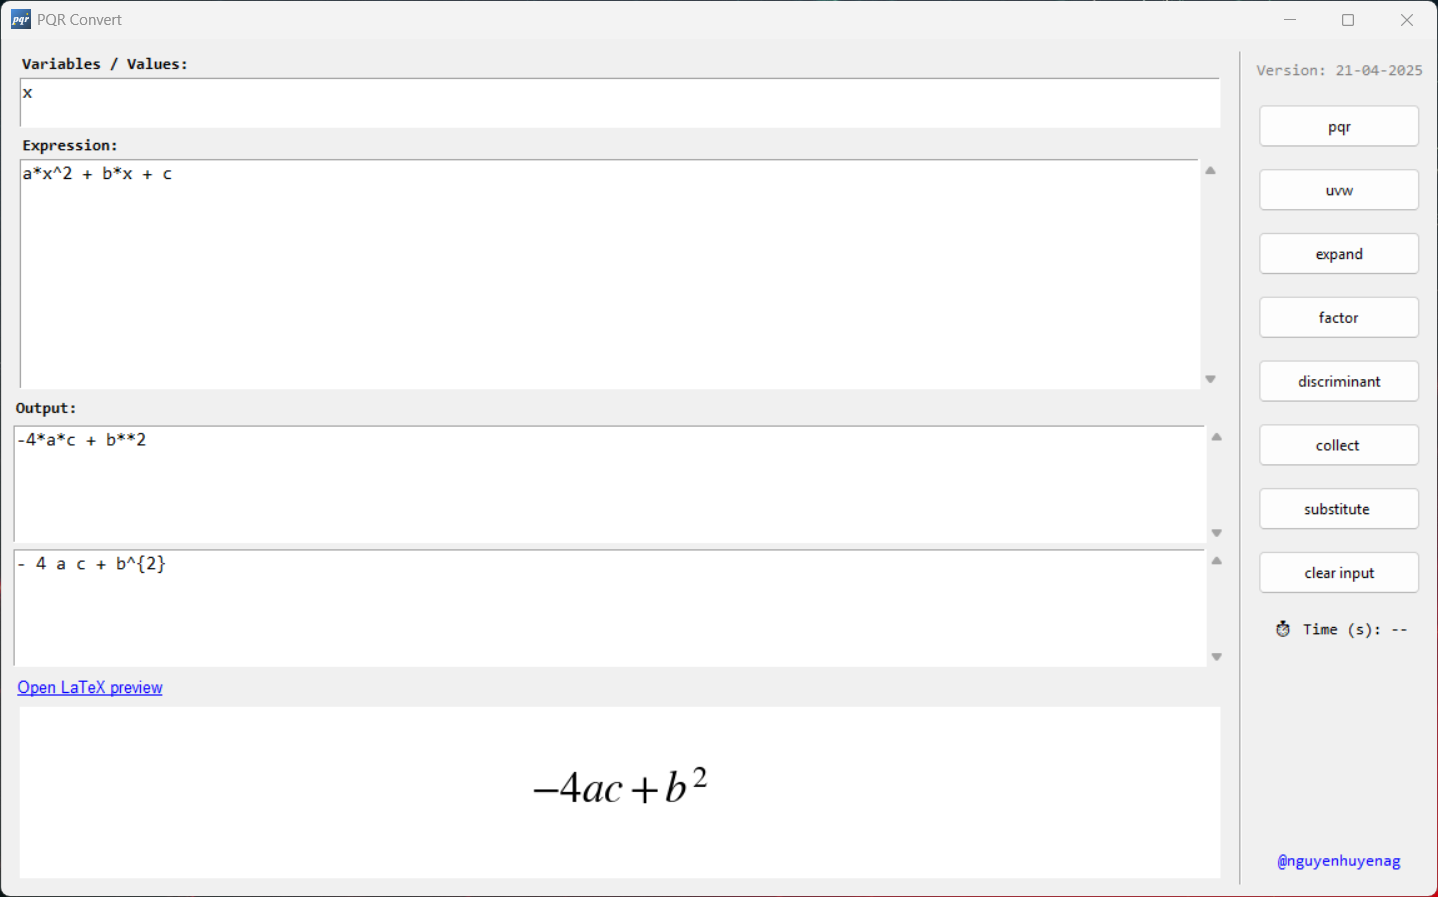 pqr PQR Convert
Variables / Values:
x
Expression:
a*x^2 + b*x + c
Output:
-4*a*c + b**2
- 4 a c + b^{2}
Open LaTeX preview
−4ac + b²
Version: 21-04-2025
pqr
uvw
expand
factor
discriminant
collect
substitute
clear input
⏱ Time (s): --
@nguyenhuyenag